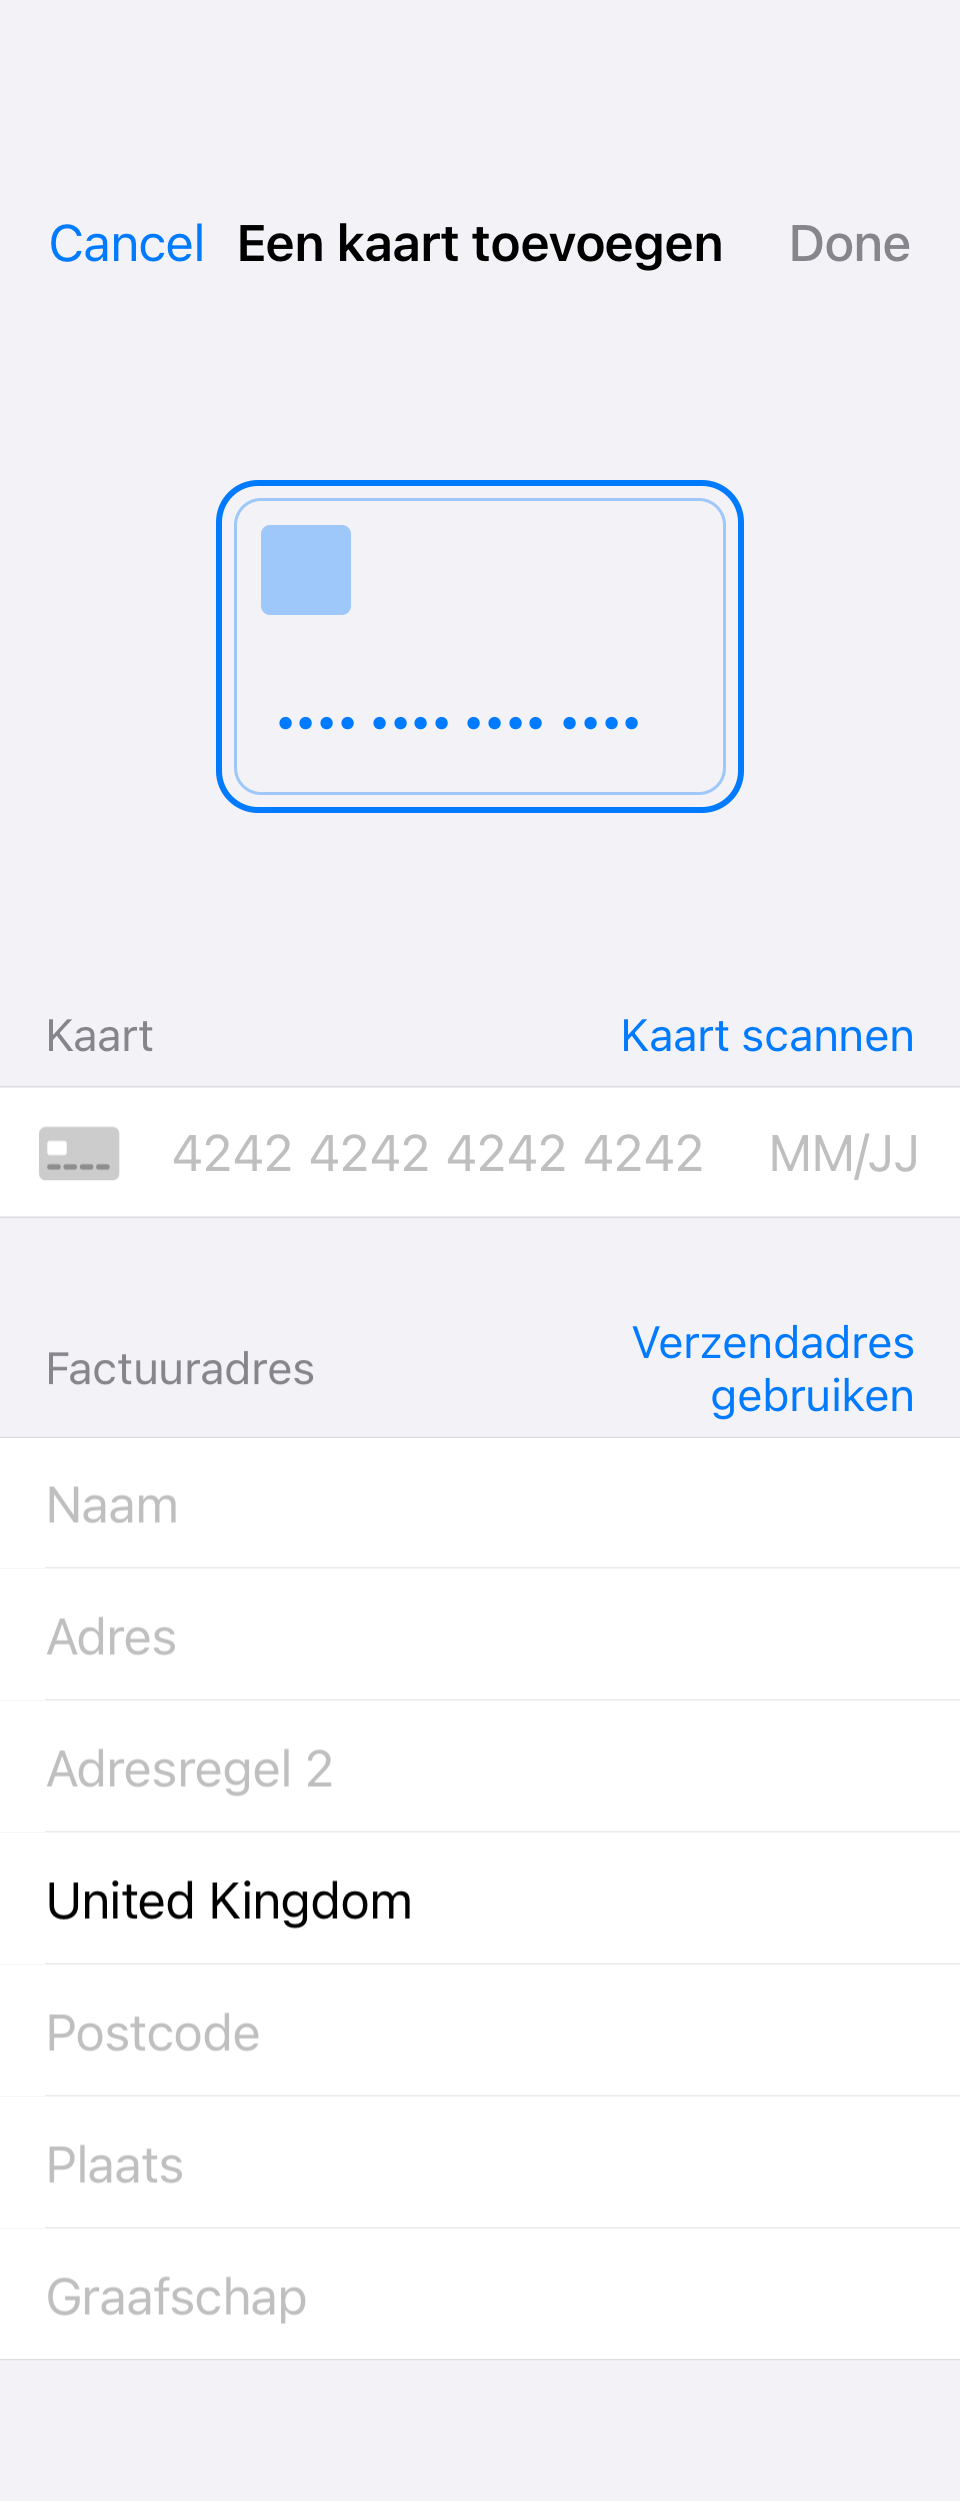 Cancel Een kaart toevoegen Done
•••• •••• •••• ••••
Kaart Kaart scannen
4242 4242 4242 4242 MM/JJ
Factuuradres Verzendadres gebruiken
Naam
Adres
Adresregel 2
United Kingdom
Postcode
Plaats
Graafschap